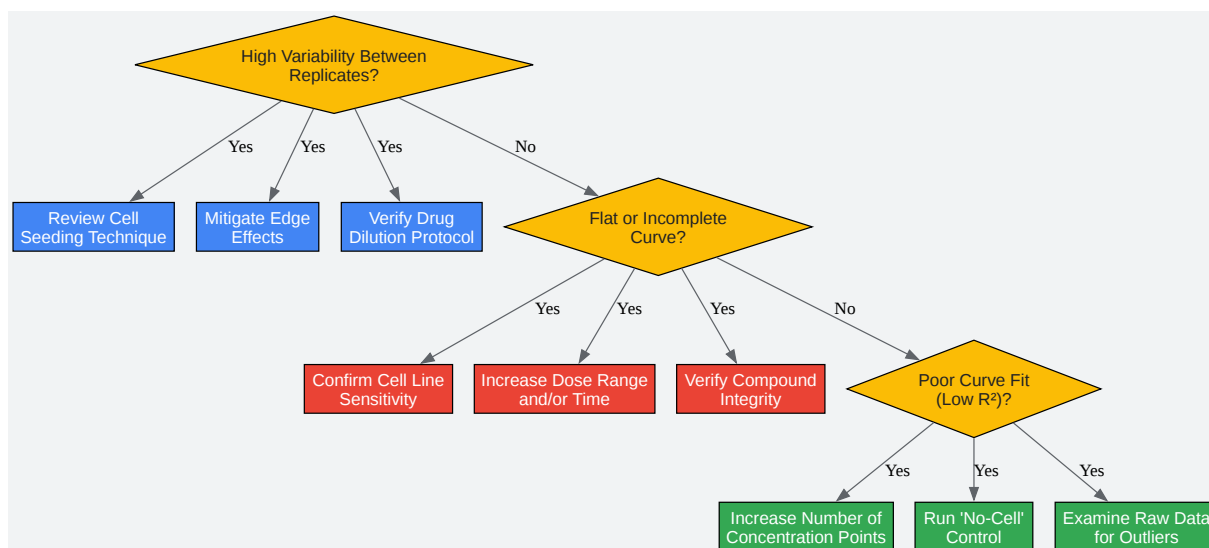 High Variability Between
Replicates?
Yes
Yes
Yes
No
Review Cell
Seeding Technique
Mitigate Edge
Effects
Verify Drug
Dilution Protocol
Flat or Incomplete
Curve?
Yes
Yes
Yes
No
Confirm Cell Line
Sensitivity
Increase Dose Range
and/or Time
Verify Compound
Integrity
Poor Curve Fit
(Low R²)?
Yes
Yes
Yes
Increase Number of
Concentration Points
Run 'No-Cell'
Control
Examine Raw Data
for Outliers